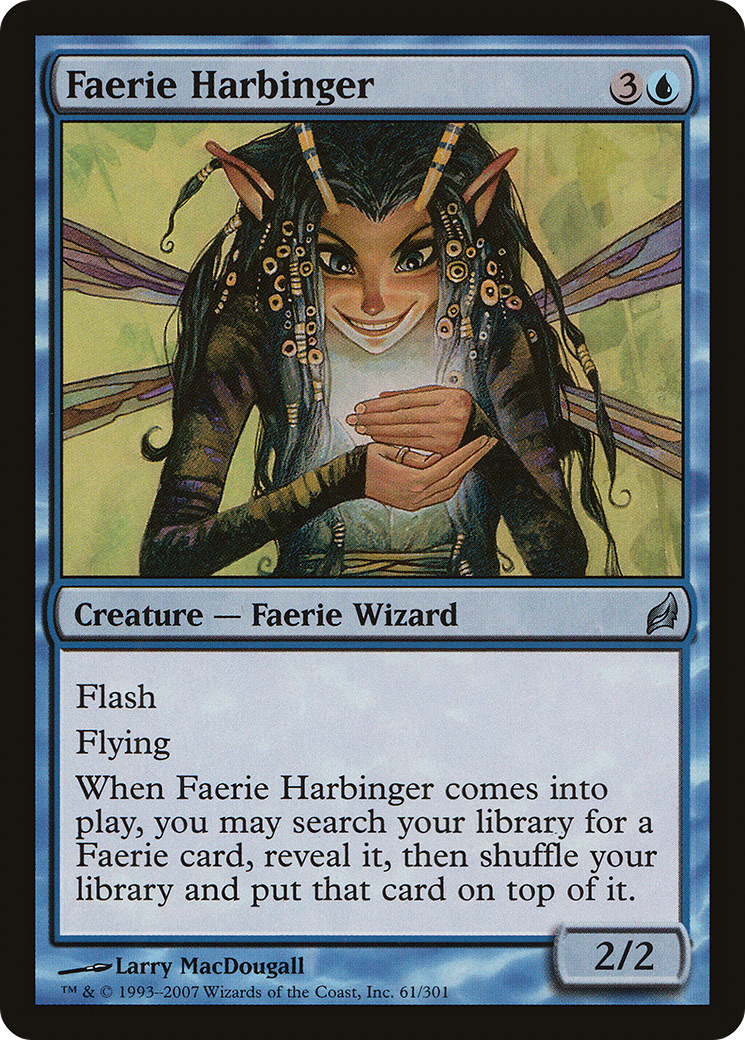 Faerie Harbinger 3
Creature — Faerie Wizard
Flash
Flying
When Faerie Harbinger comes into
play, you may search your library for a
Faerie card, reveal it, then shuffle your
library and put that card on top of it.
2/2
Larry MacDougall
™ & © 1993–2007 Wizards of the Coast, Inc. 61/301